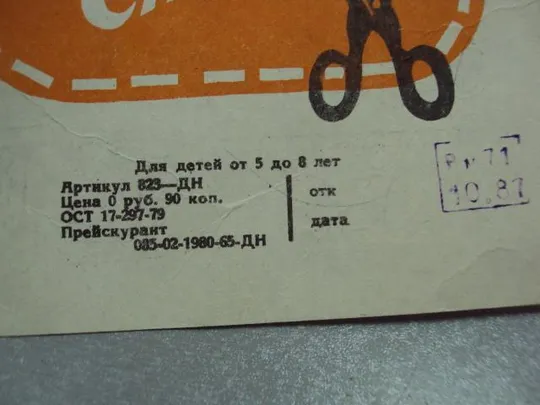 Для детей от 5 до 8 лет
Артикул 823—ДН
Цена 0 руб. 90 коп.
ОСТ 17-297-79
Прейскурант
085-02-1980-65-ДН
отк
дата
10.87